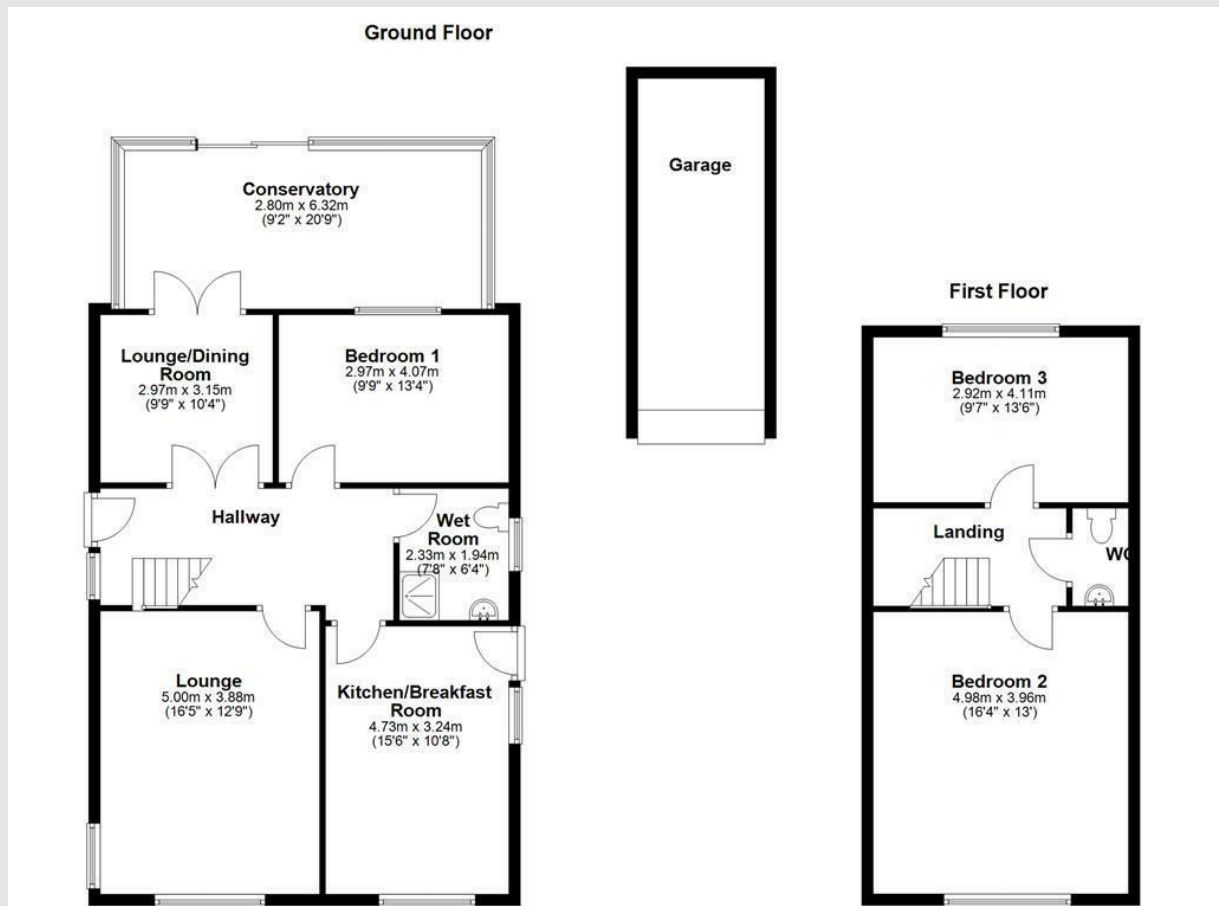 Ground Floor
Garage
Conservatory
2.80m x 6.32m
(9'2" x 20'9")
First Floor
Lounge/Dining
Room
2.97m x 3.15m
(9'9" x 10'4")
Bedroom 1
2.97m x 4.07m
(9'9" x 13'4")
Bedroom 3
2.92m x 4.11m
(9'7" x 13'6")
Hallway
Wet
Room
2.33m x 1.94m
(7'8" x 6'4")
Landing
WC
Lounge
5.00m x 3.88m
(16'5" x 12'9")
Kitchen/Breakfast
Room
4.73m x 3.24m
(15'6" x 10'8")
Bedroom 2
4.98m x 3.96m
(16'4" x 13')